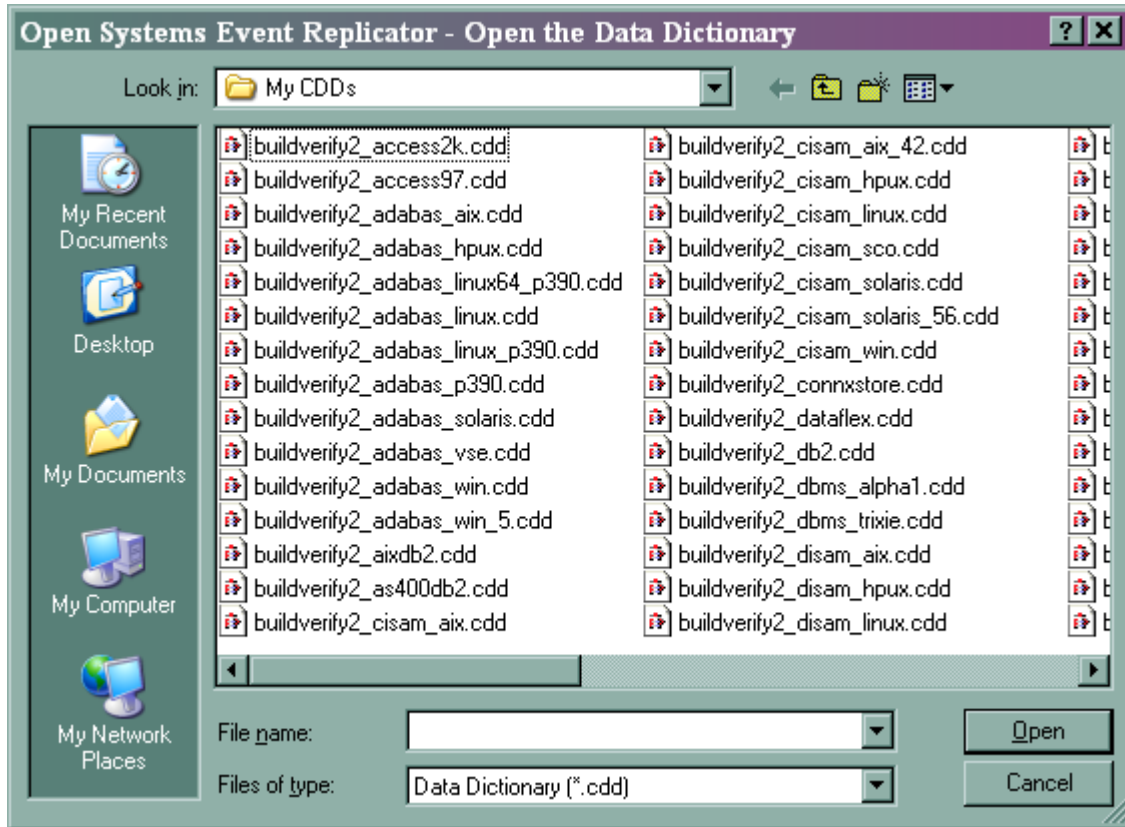 Open Systems Event Replicator - Open the Data Dictionary
Look in:
My CDDs
My Recent
Documents
Desktop
My Documents
My Computer
My Network
Places
buildverify2_access2k.cdd
buildverify2_access97.cdd
buildverify2_adabas_aix.cdd
buildverify2_adabas_hpux.cdd
buildverify2_adabas_linux64_p390.cdd
buildverify2_adabas_linux.cdd
buildverify2_adabas_linux_p390.cdd
buildverify2_adabas_p390.cdd
buildverify2_adabas_solaris.cdd
buildverify2_adabas_vse.cdd
buildverify2_adabas_win.cdd
buildverify2_adabas_win_5.cdd
buildverify2_aixdb2.cdd
buildverify2_as400db2.cdd
buildverify2_cisam_aix.cdd
buildverify2_cisam_aix_42.cdd
buildverify2_cisam_hpux.cdd
buildverify2_cisam_linux.cdd
buildverify2_cisam_sco.cdd
buildverify2_cisam_solaris.cdd
buildverify2_cisam_solaris_56.cdd
buildverify2_cisam_win.cdd
buildverify2_connxstore.cdd
buildverify2_dataflex.cdd
buildverify2_db2.cdd
buildverify2_dbms_alpha1.cdd
buildverify2_dbms_trixie.cdd
buildverify2_disam_aix.cdd
buildverify2_disam_hpux.cdd
buildverify2_disam_linux.cdd
File name:
Open
Files of type:
Data Dictionary (*.cdd)
Cancel